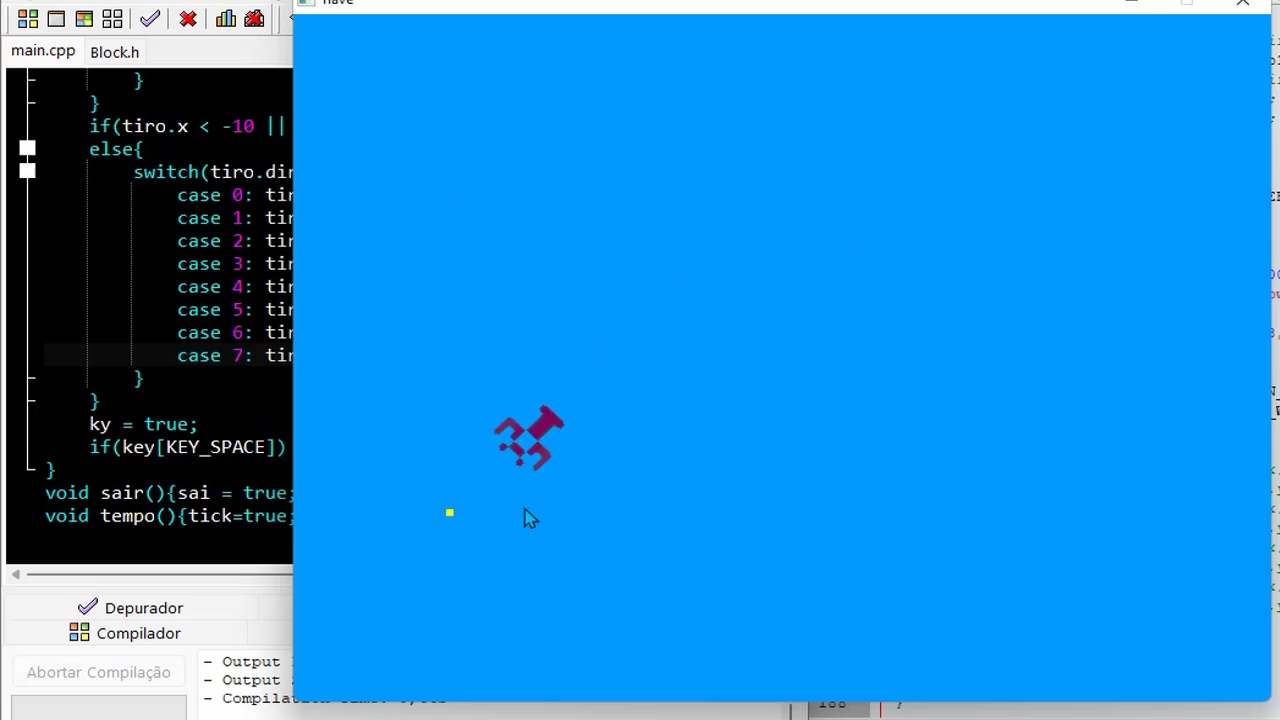 main.cpp
Block.h
}
}
if(tiro.x < -10 ||
else{
switch(tiro.dir
case 0: tir
case 1: tir
case 2: tir
case 3: tir
case 4: tir
case 5: tir
case 6: tir
case 7: tir
}
}
ky = true;
if(key[KEY_SPACE])
}
void sair(){sai = true;
void tempo(){tick=true;
Depurador
Compilador
Abortar Compilação
- Output
- Output
188
}